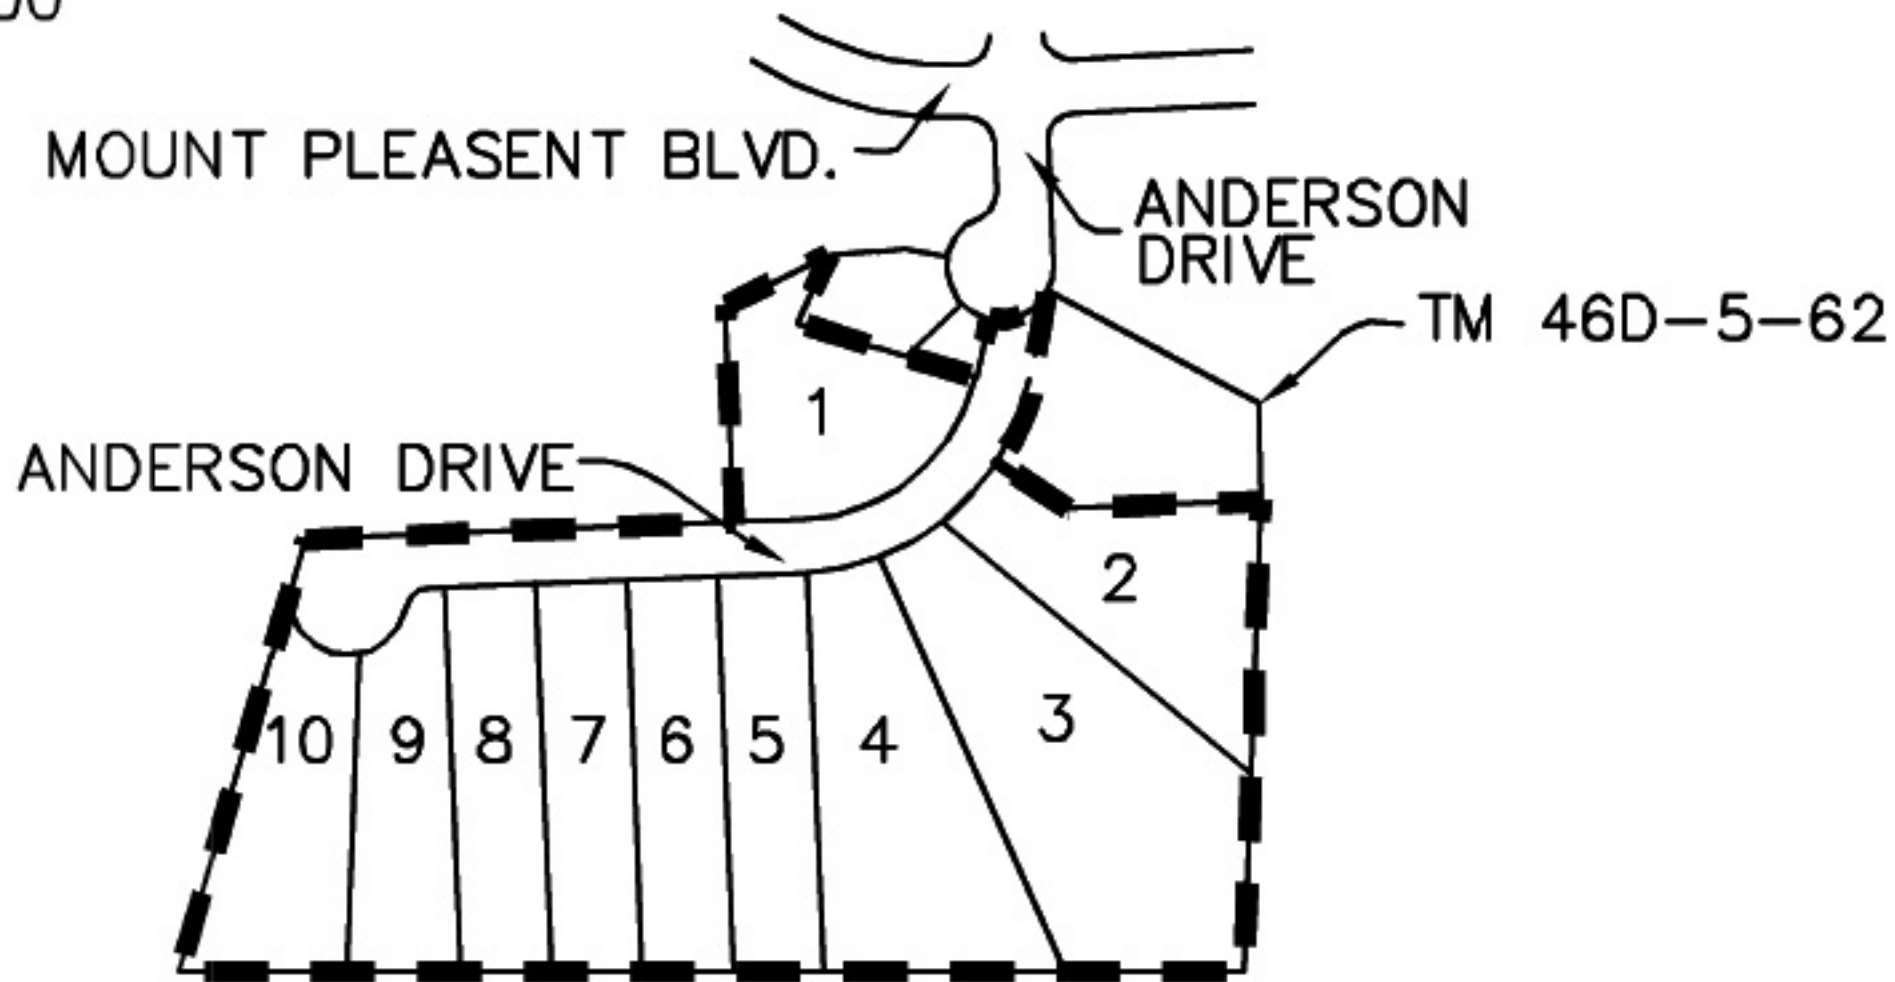 MOUNT PLEASENT BLVD.
ANDERSON
DRIVE
TM 46D-5-62
1
ANDERSON DRIVE
2
3
10 9 8 7 6 5 4